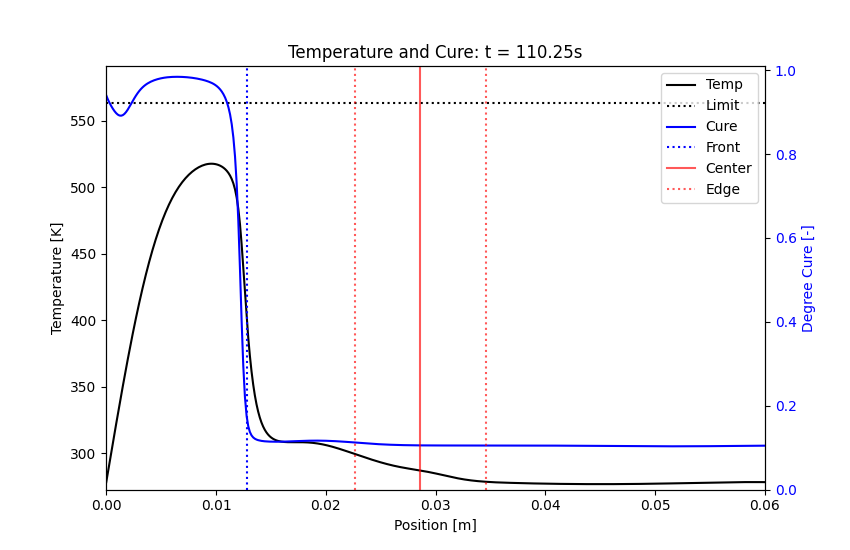 Temperature and Cure: t = 110.25s
Temperature [K]
550
500
450
400
350
300
1.0
0.8
0.6
0.4
0.2
0.0
Degree Cure [-]
Temp
Limit
Cure
Front
Center
Edge
0.00
0.01
0.02
0.03
0.04
0.05
0.06
Position [m]